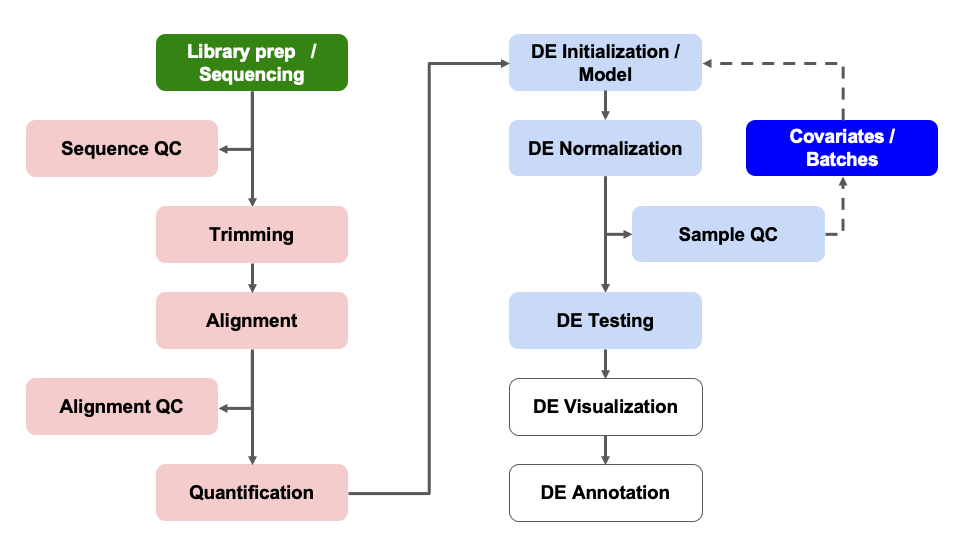 Library prep /
Sequencing
Sequence QC
Trimming
Alignment
Alignment QC
Quantification
DE Initialization /
Model
DE Normalization
Covariates /
Batches
Sample QC
DE Testing
DE Visualization
DE Annotation